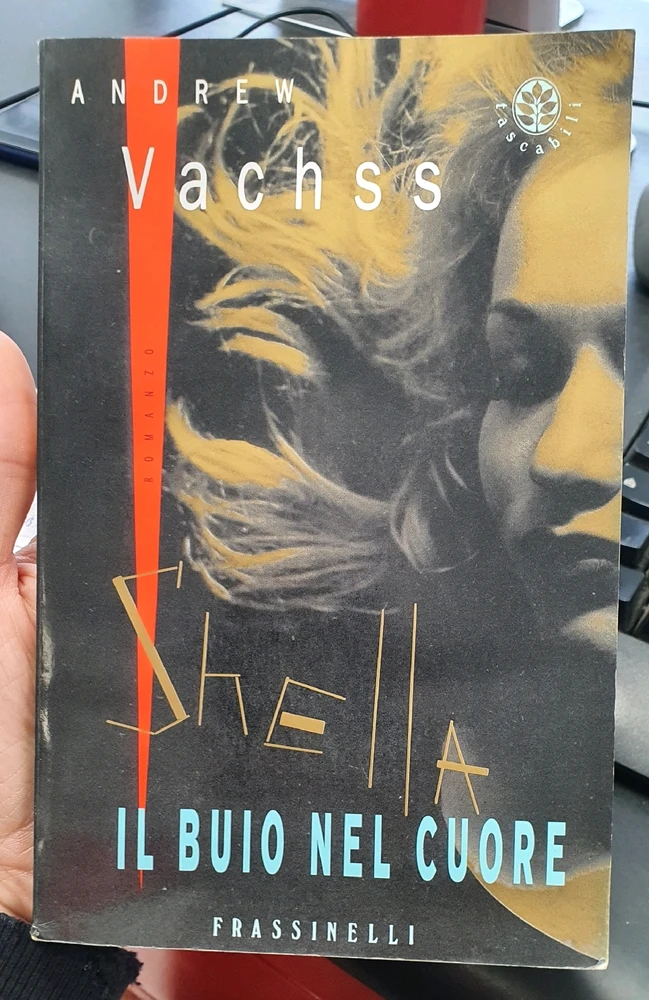 ANDREW
Vachss
tascabili
ROMANZO
Shella
IL BUIO NEL CUORE
FRASSINELLI